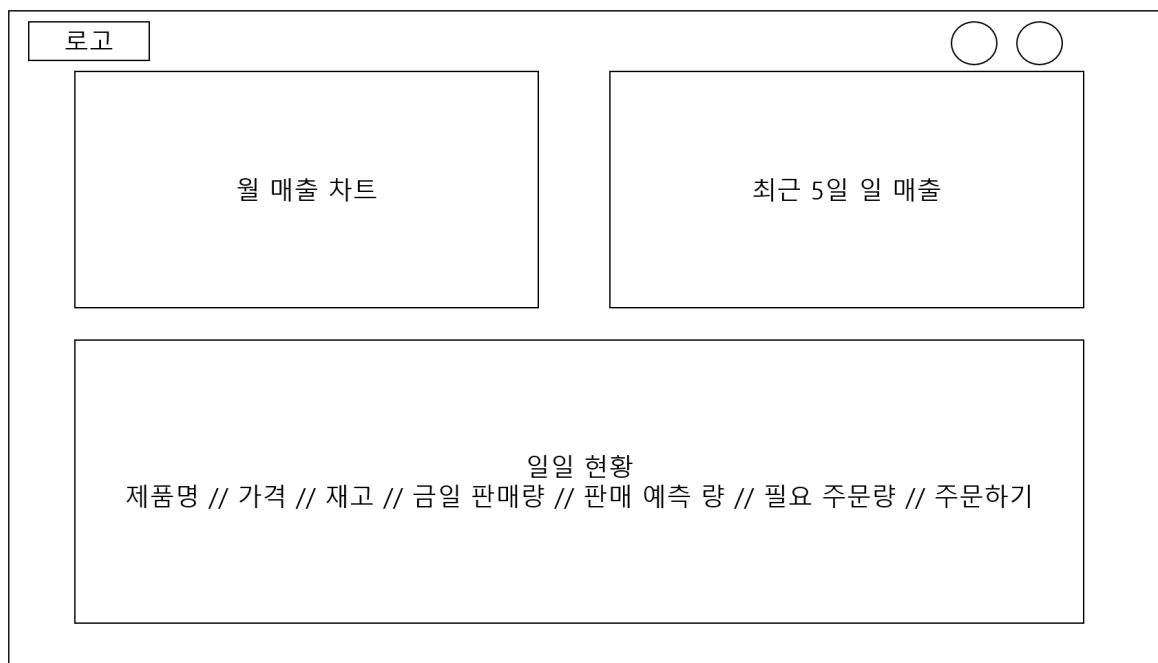 로고
월 매출 차트
최근 5일 일 매출
일일 현황
제품명 // 가격 // 재고 // 금일 판매량 // 판매 예측 량 // 필요 주문량 // 주문하기